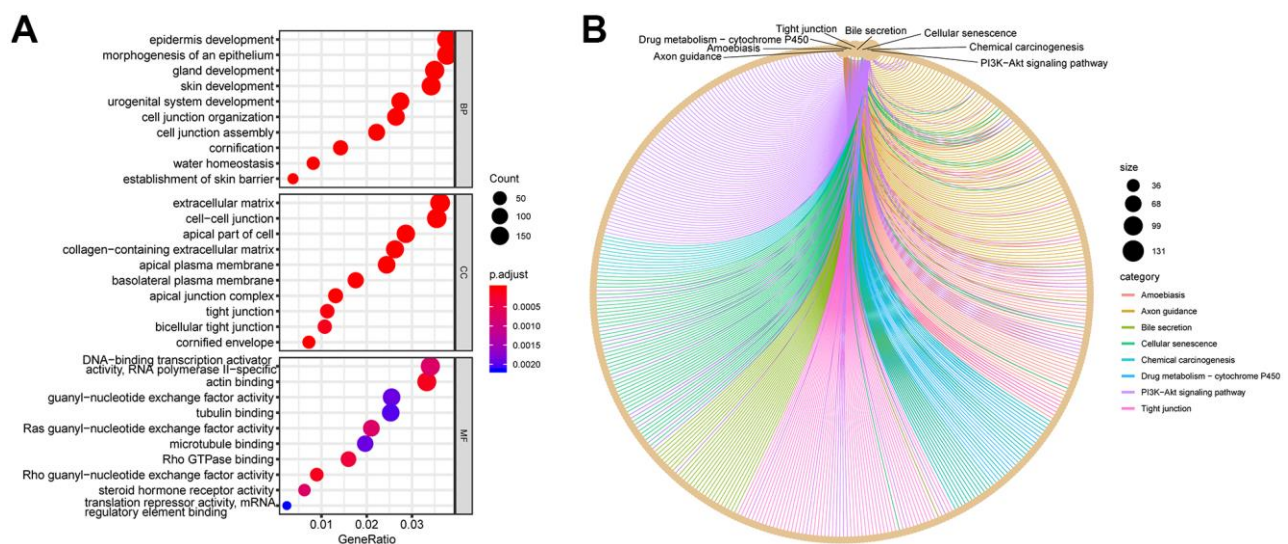 A
epidermis development
morphogenesis of an epithelium
gland development
skin development
urogenital system development
cell junction organization
cell junction assembly
cornification
water homeostasis
establishment of skin barrier
BP
extracellular matrix
cell−cell junction
apical part of cell
collagen−containing extracellular matrix
apical plasma membrane
basolateral plasma membrane
apical junction complex
tight junction
bicellular tight junction
cornified envelope
CC
DNA−binding transcription activator
activity, RNA polymerase II−specific
actin binding
guanyl−nucleotide exchange factor activity
tubulin binding
Ras guanyl−nucleotide exchange factor activity
microtubule binding
Rho GTPase binding
Rho guanyl−nucleotide exchange factor activity
steroid hormone receptor activity
translation repressor activity, mRNA
regulatory element binding
MF
0.01 0.02 0.03
GeneRatio
Count
50
100
150
p.adjust
0.0005
0.0010
0.0015
0.0020
B
Tight junction
Bile secretion
Drug metabolism − cytochrome P450
Cellular senescence
Amoebiasis
Chemical carcinogenesis
Axon guidance
PI3K−Akt signaling pathway
size
36
68
99
131
category
Amoebiasis
Axon guidance
Bile secretion
Cellular senescence
Chemical carcinogenesis
Drug metabolism − cytochrome P450
PI3K−Akt signaling pathway
Tight junction